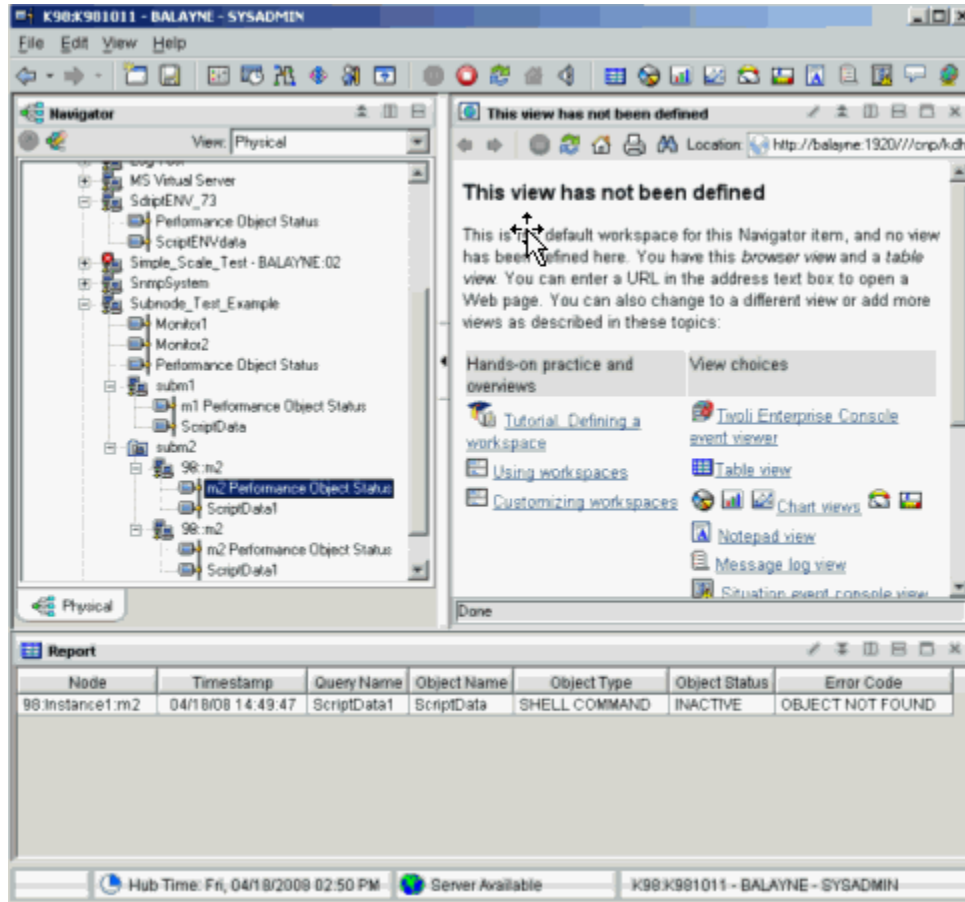 K98:K981011 - BALAYNE - SYSADMIN
File Edit View Help
Navigator
View: Physical
MS Virtual Server
SdriptENV_73
Performance Object Status
ScriptENVdata
Simple_Scale_Test - BALAYNE:02
SnmpSystem
Subnode_Test_Example
Monitor1
Monitor2
Performance Object Status
subm1
m1 Performance Object Status
ScriptData
subm2
98::m2
m2 Performance Object Status
ScriptData1
98::m2
m2 Performance Object Status
ScriptData1
Physical
This view has not been defined
Location: http://balayne:1920///cnp/kdh
This view has not been defined
This is default workspace for this Navigator item, and no view
has been defined here. You have this browser view and a table
view. You can enter a URL in the address text box to open a
Web page. You can also change to a different view or add more
views as described in these topics:
Hands-on practice and
overviews
View choices
Tutorial. Defining a
workspace
Using workspaces
Customizing workspaces
Tivoli Enterprise Console
event viewer
Table view
Chart views
Notepad view
Message log view
Situation event console view
Done
Report
Node Timestamp Query Name Object Name Object Type Object Status Error Code
98:Instance1:m2 04/18/08 14:49:47 ScriptData1 ScriptData SHELL COMMAND INACTIVE OBJECT NOT FOUND
Hub Time: Fri, 04/18/2008 02:50 PM Server Available K98:K981011 - BALAYNE - SYSADMIN